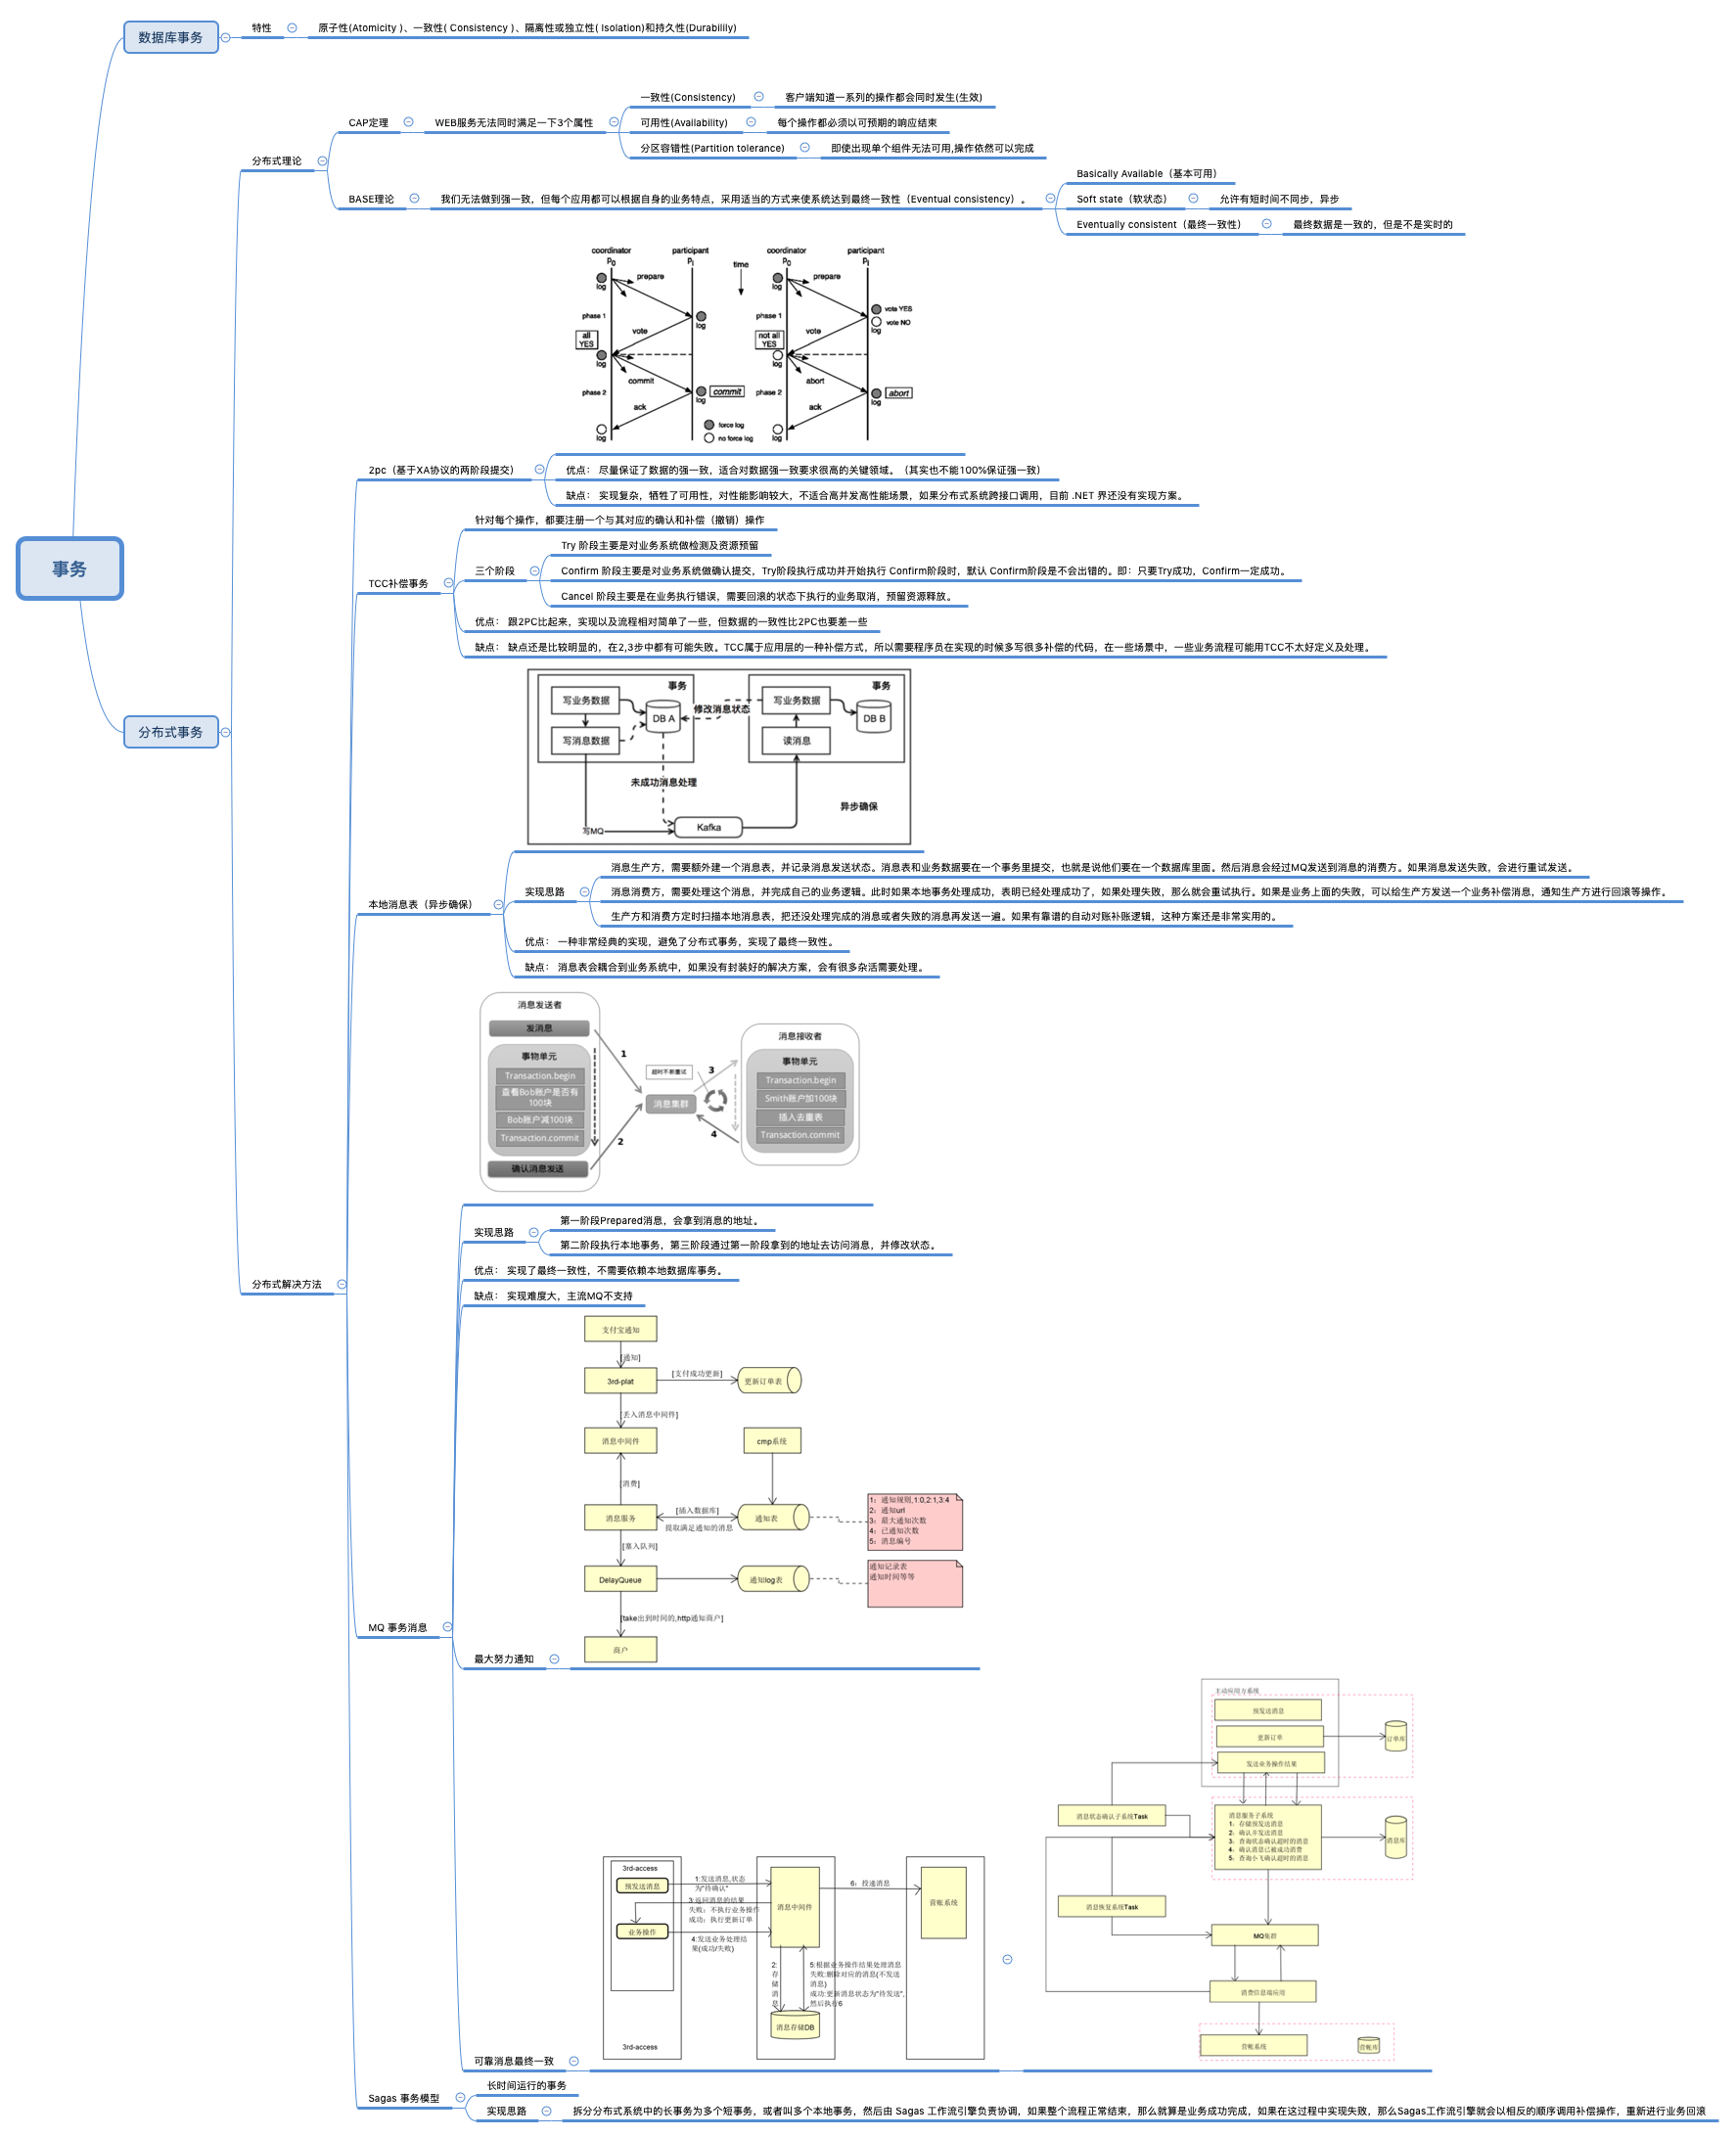 事务
数据库事务
特性
原子性(Atomicity )、一致性( Consistency )、隔离性或独立性( Isolation)和持久性(Durabilily)
分布式事务
分布式理论
CAP定理
WEB服务无法同时满足一下3个属性
一致性(Consistency)
客户端知道一系列的操作都会同时发生(生效)
可用性(Availability)
每个操作都必须以可预期的响应结束
分区容错性(Partition tolerance)
即使出现单个组件无法可用,操作依然可以完成
BASE理论
我们无法做到强一致，但每个应用都可以根据自身的业务特点，采用适当的方式来使系统达到最终一致性（Eventual consistency）。
Basically Available（基本可用）
Soft state（软状态）
允许有短时间不同步，异步
Eventually consistent（最终一致性）
最终数据是一致的，但是不是实时的
分布式解决方法
2pc（基于XA协议的两阶段提交）
coordinator
p0
participant
pi
log
prepare
phase 1
log
vote
all
YES
log
commit
phase 2
log
commit
ack
log
force log
no force log
time
coordinator
p0
participant
pi
log
prepare
phase 1
vote YES
vote NO
log
vote
not all
YES
log
abort
phase 2
log
abort
ack
log
优点： 尽量保证了数据的强一致，适合对数据强一致要求很高的关键领域。（其实也不能100%保证强一致）
缺点： 实现复杂，牺牲了可用性，对性能影响较大，不适合高并发高性能场景，如果分布式系统跨接口调用，目前 .NET 界还没有实现方案。
TCC补偿事务
针对每个操作，都要注册一个与其对应的确认和补偿（撤销）操作
三个阶段
Try 阶段主要是对业务系统做检测及资源预留
Confirm 阶段主要是对业务系统做确认提交，Try阶段执行成功并开始执行 Confirm阶段时，默认 Confirm阶段是不会出错的。即：只要Try成功，Confirm一定成功。
Cancel 阶段主要是在业务执行错误，需要回滚的状态下执行的业务取消，预留资源释放。
优点： 跟2PC比起来，实现以及流程相对简单了一些，但数据的一致性比2PC也要差一些
缺点： 缺点还是比较明显的，在2,3步中都有可能失败。TCC属于应用层的一种补偿方式，所以需要程序员在实现的时候多写很多补偿的代码，在一些场景中，一些业务流程可能用TCC不太好定义及处理。
本地消息表（异步确保）
事务
写业务数据
DB A
写消息数据
修改消息状态
事务
写业务数据
DB B
读消息
未成功消息处理
异步确保
写MQ
Kafka
实现思路
消息生产方，需要额外建一个消息表，并记录消息发送状态。消息表和业务数据要在一个事务里提交，也就是说他们要在一个数据库里面。然后消息会经过MQ发送到消息的消费方。如果消息发送失败，会进行重试发送。
消息消费方，需要处理这个消息，并完成自己的业务逻辑。此时如果本地事务处理成功，表明已经处理成功了，如果处理失败，那么就会重试执行。如果是业务上面的失败，可以给生产方发送一个业务补偿消息，通知生产方进行回滚等操作。
生产方和消费方定时扫描本地消息表，把还没处理完成的消息或者失败的消息再发送一遍。如果有靠谱的自动对账补账逻辑，这种方案还是非常实用的。
优点： 一种非常经典的实现，避免了分布式事务，实现了最终一致性。
缺点： 消息表会耦合到业务系统中，如果没有封装好的解决方案，会有很多杂活需要处理。
MQ 事务消息
消息发送者
发消息
事物单元
Transaction.begin
查看Bob账户是否有
100块
Bob账户减100块
Transaction.commit
确认消息发送
1
2
超时不断重试
消息集群
3
4
消息接收者
事物单元
Transaction.begin
Smith账户加100块
插入去重表
Transaction.commit
实现思路
第一阶段Prepared消息，会拿到消息的地址。
第二阶段执行本地事务，第三阶段通过第一阶段拿到的地址去访问消息，并修改状态。
优点： 实现了最终一致性，不需要依赖本地数据库事务。
缺点： 实现难度大，主流MQ不支持
最大努力通知
支付宝通知
[通知]
3rd-plat
[支付成功更新]
更新订单表
[丢入消息中间件]
消息中间件
cmp系统
[消费]
消息服务
[插入数据库]
提取满足通知的消息
通知表
1：通知规则,1:0,2:1,3:4
2：通知url
3：最大通知次数
4：已通知次数
5：消息编号
[塞入队列]
DelayQueue
通知log表
通知记录表
通知时间等等
[take出到时间的,http通知商户]
商户
可靠消息最终一致
3rd-access
预发送消息
业务操作
3rd-access
1:发送消息,状态
为"待确认"
3:返回消息的结果
失败：不执行业务操作
成功：执行更新订单
4:发送业务处理结
果(成功/失败)
消息中间件
2:
存
储
消
息
5:根据业务操作结果处理消息
失败:删除对应的消息(不发送
消息)
成功:更新消息状态为"待发送",
然后执行6
消息存储DB
6：投递消息
营账系统
主动应用方系统
预发送消息
更新订单
订单库
发送业务操作结果
消息状态确认子系统Task
消息服务子系统
1：存储预发送消息
2：确认并发送消息
3：查询状态确认超时的消息
4：确认消息已被成功消费
5：查询小飞确认超时的消息
消息库
消息恢复系统Task
MQ集群
消费信息端应用
营帐系统
营帐库
Sagas 事务模型
长时间运行的事务
实现思路
拆分分布式系统中的长事务为多个短事务，或者叫多个本地事务，然后由 Sagas 工作流引擎负责协调，如果整个流程正常结束，那么就算是业务成功完成，如果在这过程中实现失败，那么Sagas工作流引擎就会以相反的顺序调用补偿操作，重新进行业务回滚